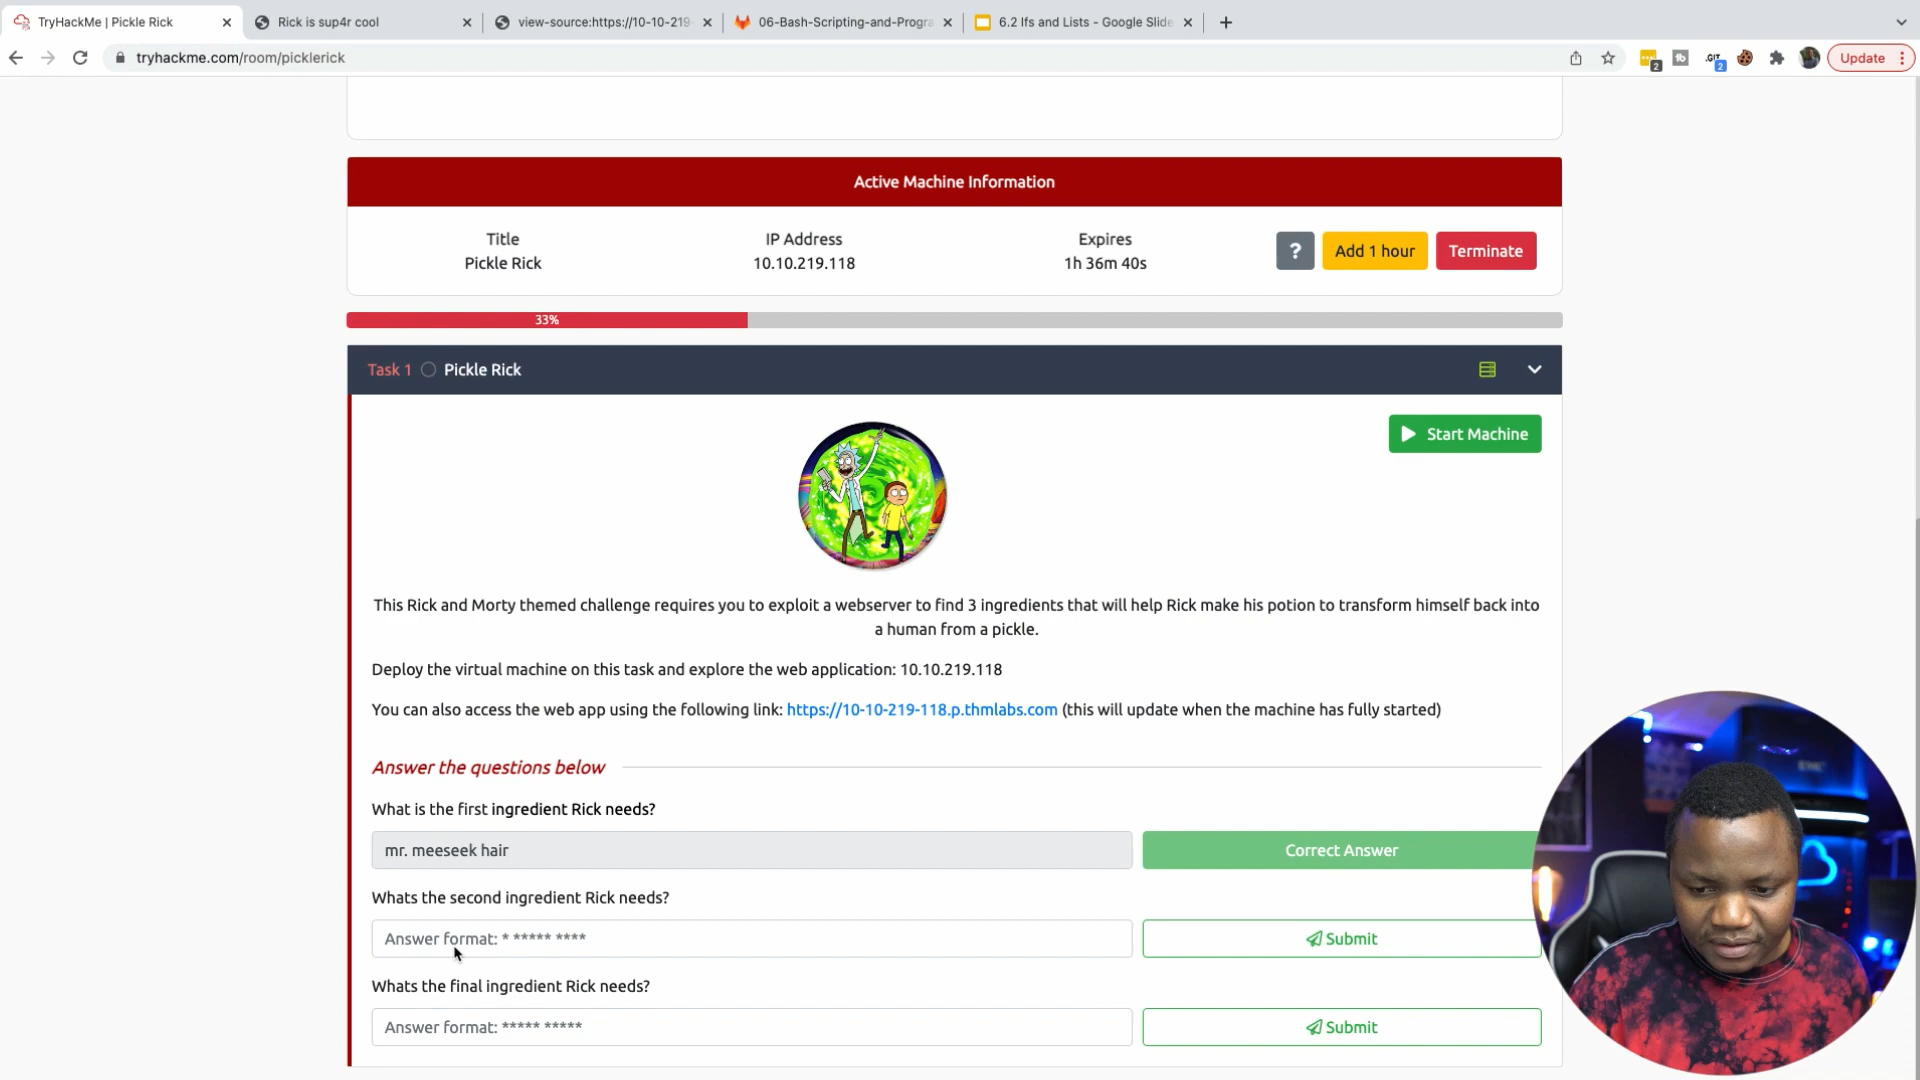 TryHackMe | Pickle Rick
Rick is sup4r cool
view-source:https://10-10-219-
06-Bash-Scripting-and-Progra
6.2 Ifs and Lists - Google Slide
tryhackme.com/room/picklerick
2
2
Update
Active Machine Information
Title
IP Address
Expires
Pickle Rick
10.10.219.118
1h 36m 40s
?
Add 1 hour
Terminate
33%
Task 1
Pickle Rick
Start Machine
This Rick and Morty themed challenge requires you to exploit a webserver to find 3 ingredients that will help Rick make his potion to transform himself back into
a human from a pickle.
Deploy the virtual machine on this task and explore the web application: 10.10.219.118
You can also access the web app using the following link: https://10-10-219-118.p.thmlabs.com (this will update when the machine has fully started)
Answer the questions below
What is the first ingredient Rick needs?
mr. meeseek hair
Correct Answer
Whats the second ingredient Rick needs?
Answer format: * ***** ****
Submit
Whats the final ingredient Rick needs?
Answer format: ***** *****
Submit